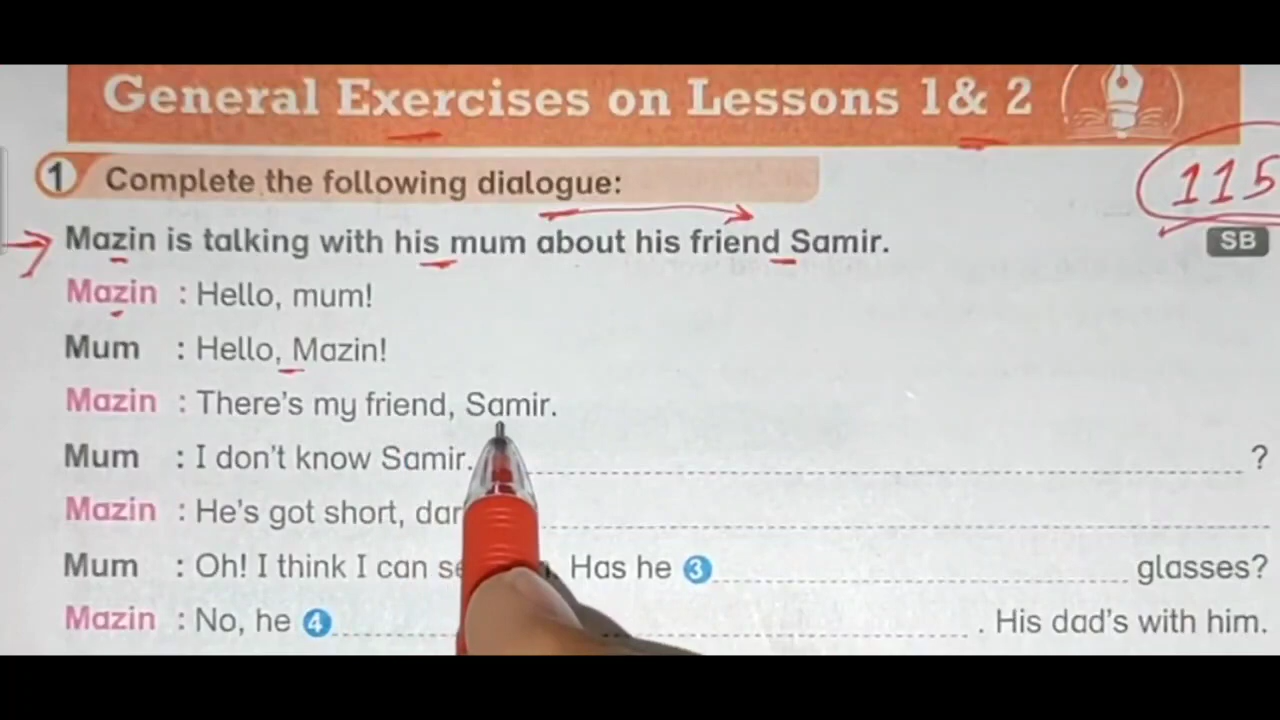 General Exercises on Lessons 1& 2
1 Complete the following dialogue:
115
Mazin is talking with his mum about his friend Samir.
SB
Mazin : Hello, mum!
Mum : Hello, Mazin!
Mazin : There's my friend, Samir.
Mum : I don't know Samir. ?
Mazin : He's got short,
Mum : Oh! I think I can Has he 3 glasses?
Mazin : No, he 4 . His dad's with him.